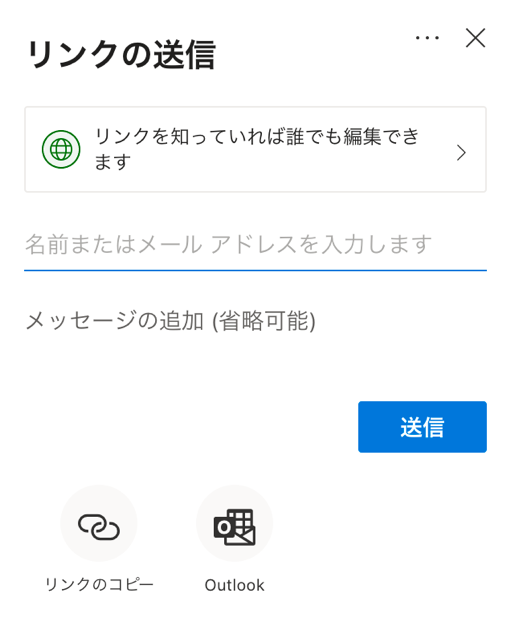 リンクの送信
リンクを知っていれば誰でも編集でき
ます
名前またはメール アドレスを入力します
メッセージの追加 (省略可能)
送信
リンクのコピー
Outlook